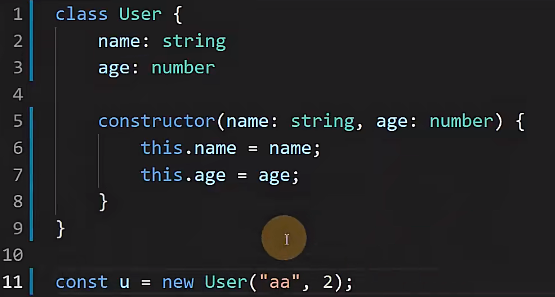 1 class User {
2 name: string
3 age: number
4
5 constructor(name: string, age: number) {
6 this.name = name;
7 this.age = age;
8 }
9 }
10
11 const u = new User("aa", 2);